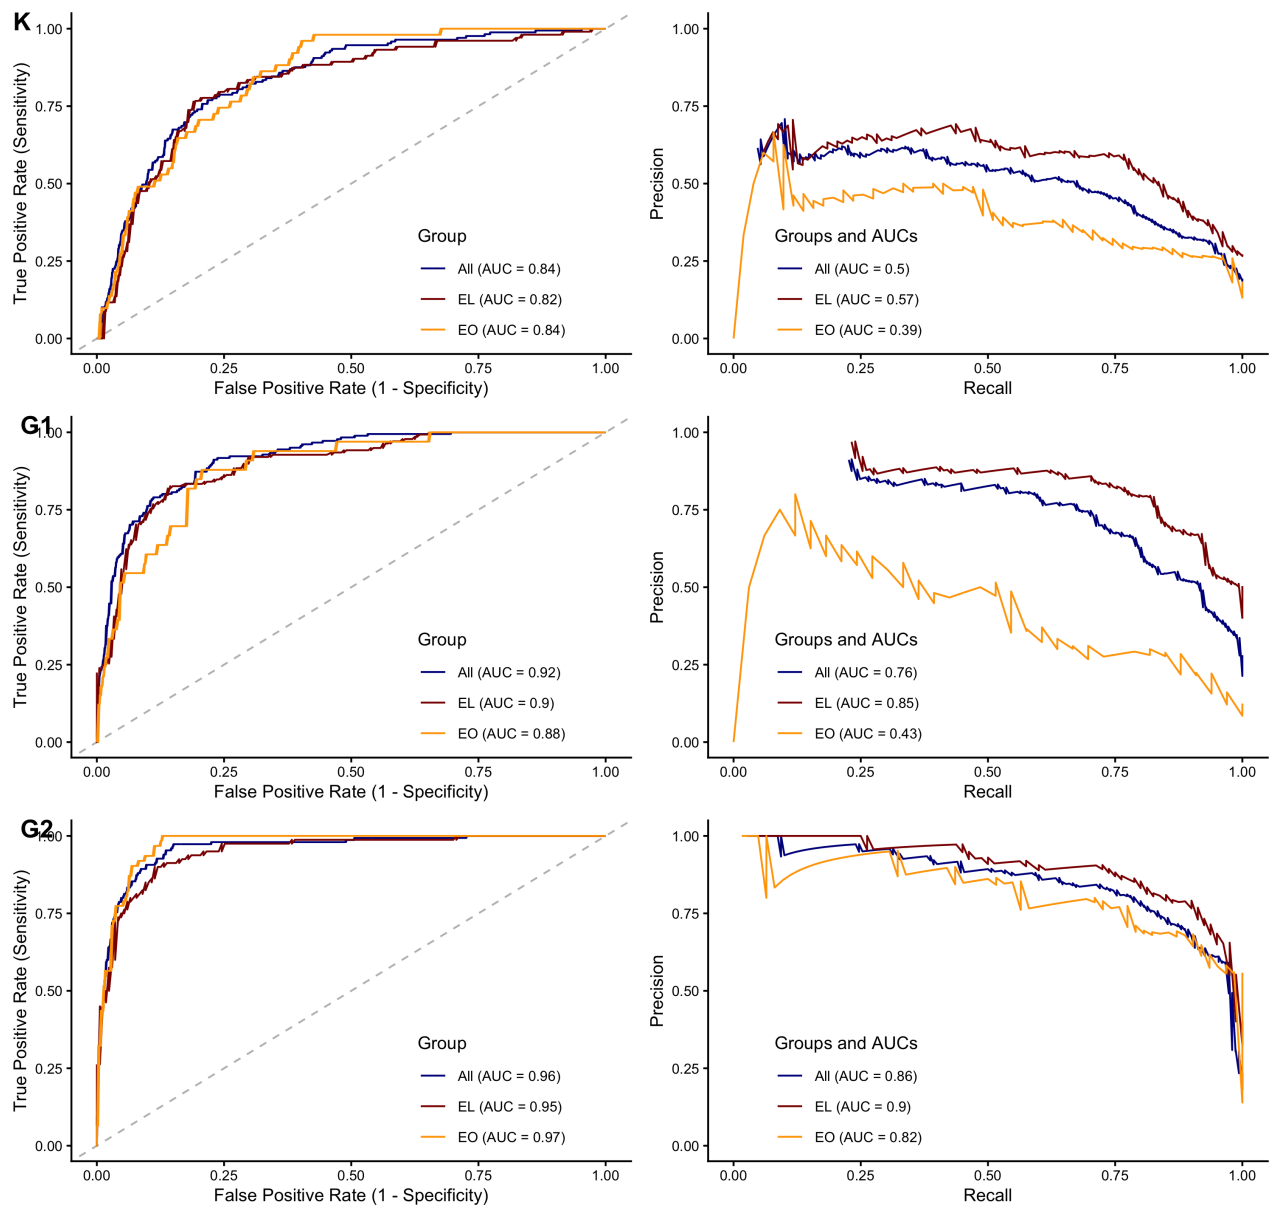 K
True Positive Rate (Sensitivity)
1.00
0.75
0.50
0.25
0.00
Group
All (AUC = 0.84)
EL (AUC = 0.82)
EO (AUC = 0.84)
0.00 0.25 0.50 0.75 1.00
False Positive Rate (1 - Specificity)
Precision
1.00
0.75
0.50
0.25
0.00
Groups and AUCs
All (AUC = 0.5)
EL (AUC = 0.57)
EO (AUC = 0.39)
0.00 0.25 0.50 0.75 1.00
Recall
G1
True Positive Rate (Sensitivity)
1.00
0.75
0.50
0.25
0.00
Group
All (AUC = 0.92)
EL (AUC = 0.9)
EO (AUC = 0.88)
0.00 0.25 0.50 0.75 1.00
False Positive Rate (1 - Specificity)
Precision
1.00
0.75
0.50
0.25
0.00
Groups and AUCs
All (AUC = 0.76)
EL (AUC = 0.85)
EO (AUC = 0.43)
0.00 0.25 0.50 0.75 1.00
Recall
G2
True Positive Rate (Sensitivity)
1.00
0.75
0.50
0.25
0.00
Group
All (AUC = 0.96)
EL (AUC = 0.95)
EO (AUC = 0.97)
0.00 0.25 0.50 0.75 1.00
False Positive Rate (1 - Specificity)
Precision
1.00
0.75
0.50
0.25
0.00
Groups and AUCs
All (AUC = 0.86)
EL (AUC = 0.9)
EO (AUC = 0.82)
0.00 0.25 0.50 0.75 1.00
Recall